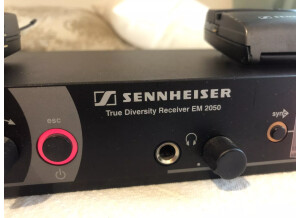 SENNHEISER
True Diversity Receiver EM 2050
esc
sync